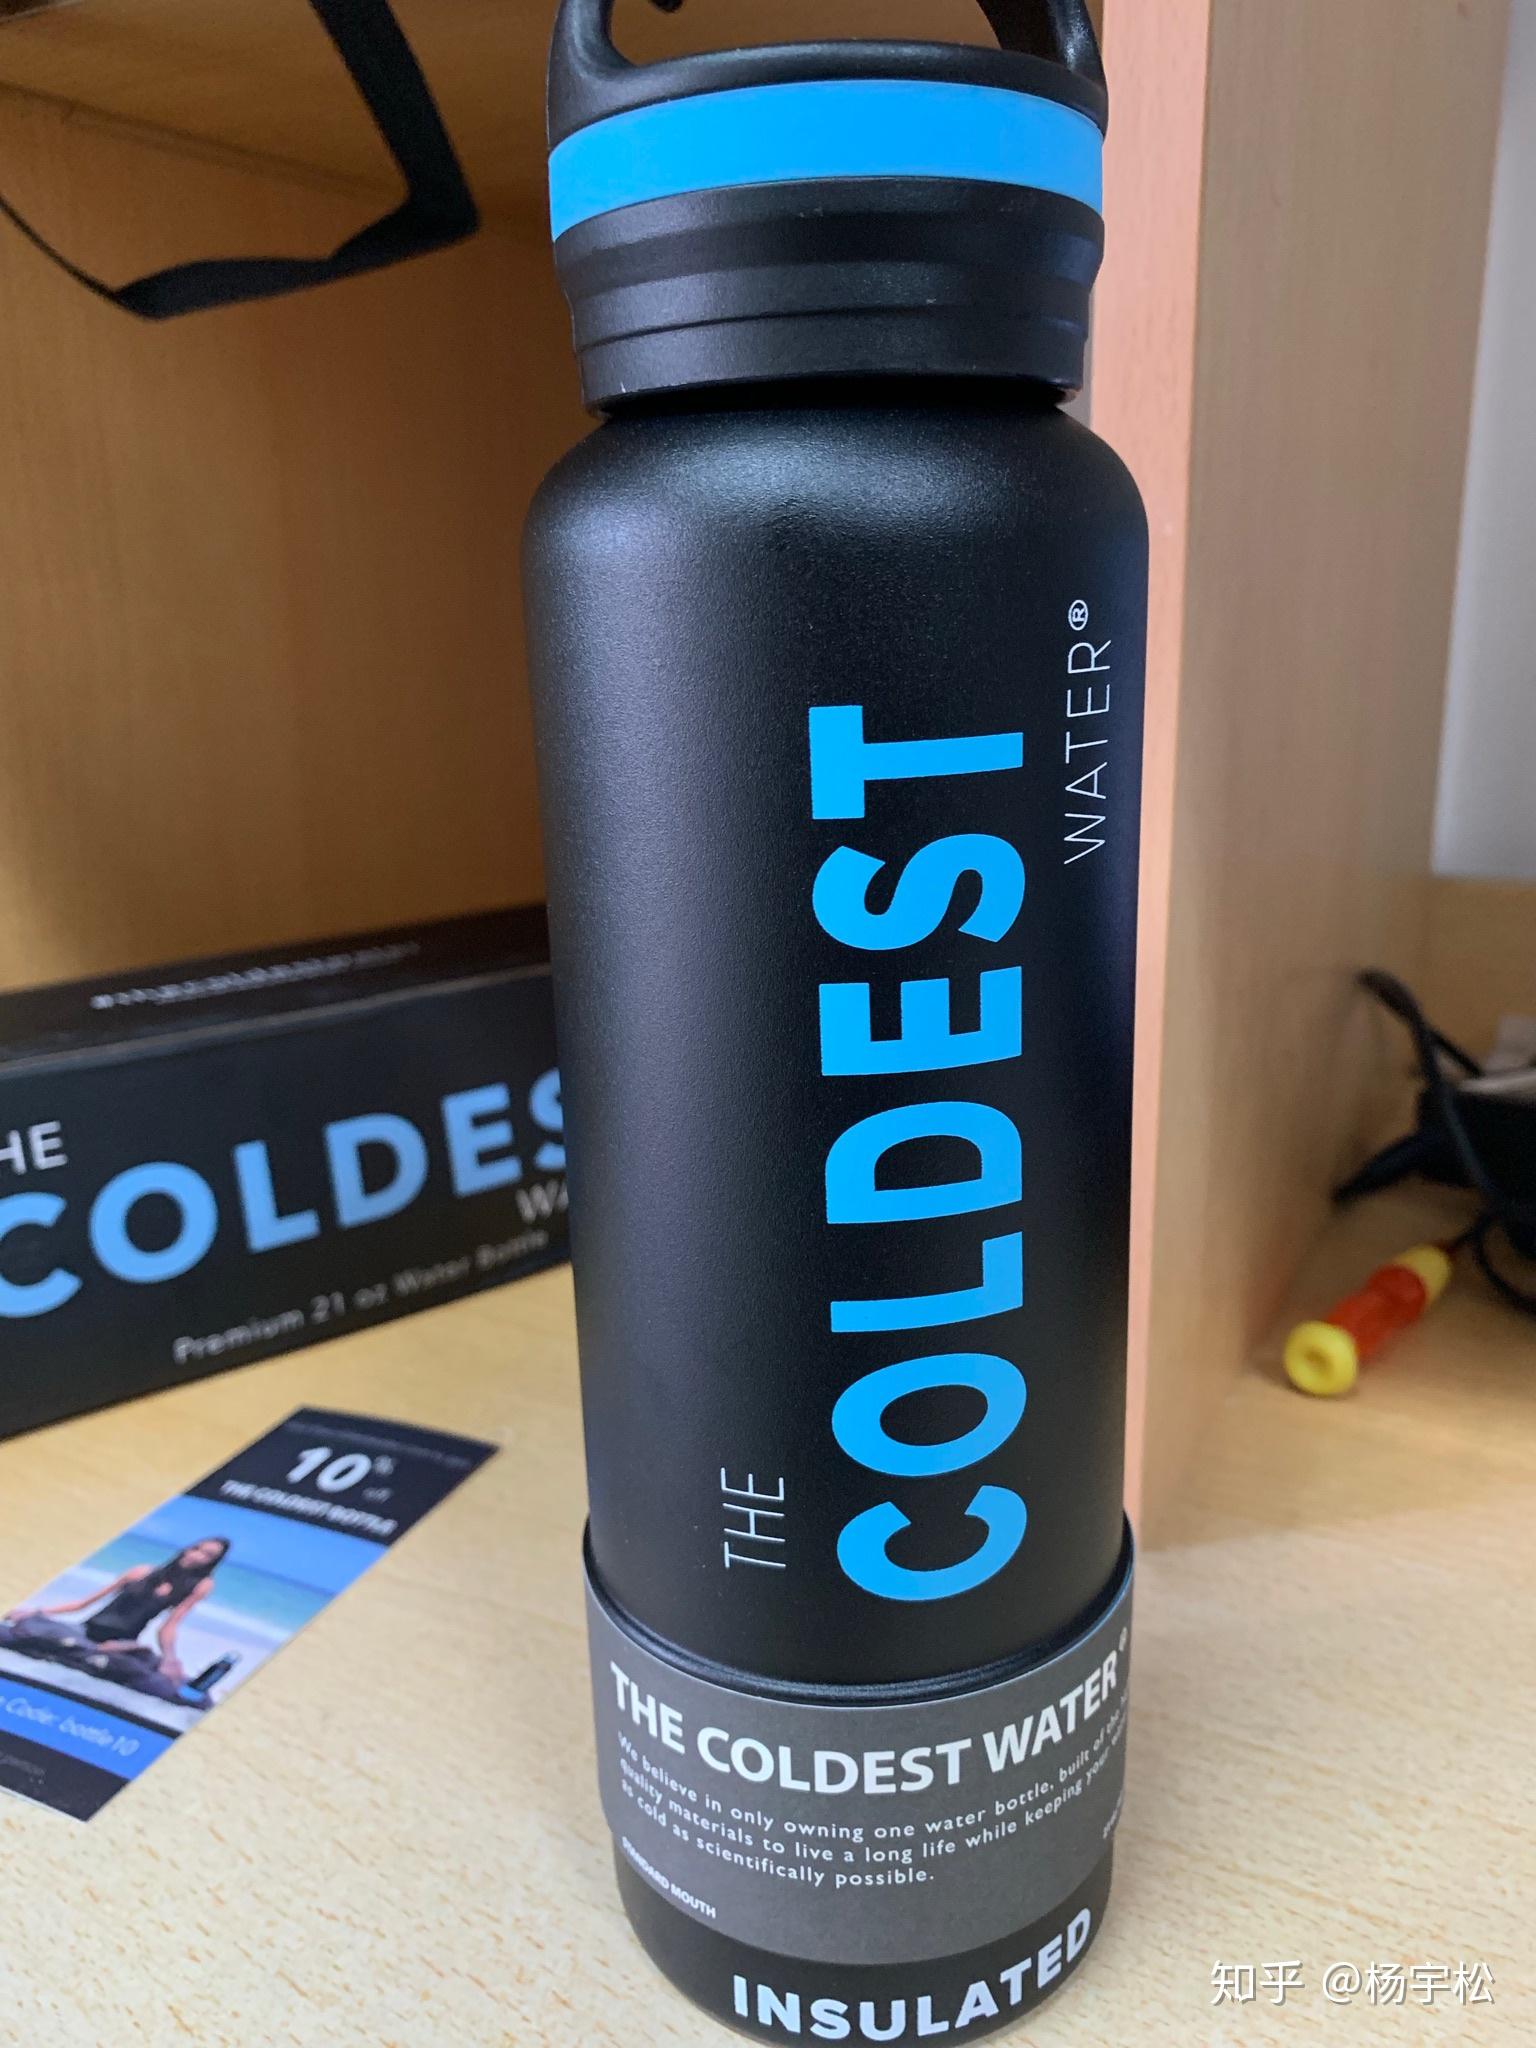 THE
COLDEST
WATER®
THE COLDEST WATER®
We believe in only owning one water bottle, built of the
quality materials to live a long life while keeping your
as cold as scientifically possible.
STANDARD MOUTH
INSULATED
HE
COLDES
Premium 21 oz Water Bottle
10%
THE COLDEST BOTTLE
Code: bottle10
知乎 @杨宇松